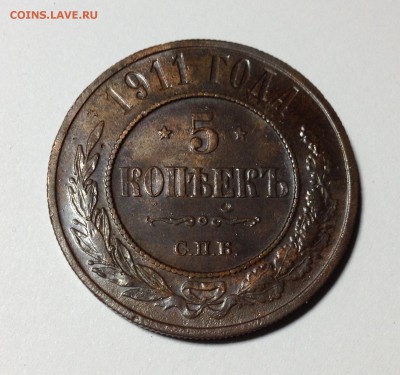 COINS.LAVE.RU
1911 ГОДА
5
КОПѢЕКЪ
С.П.Б.